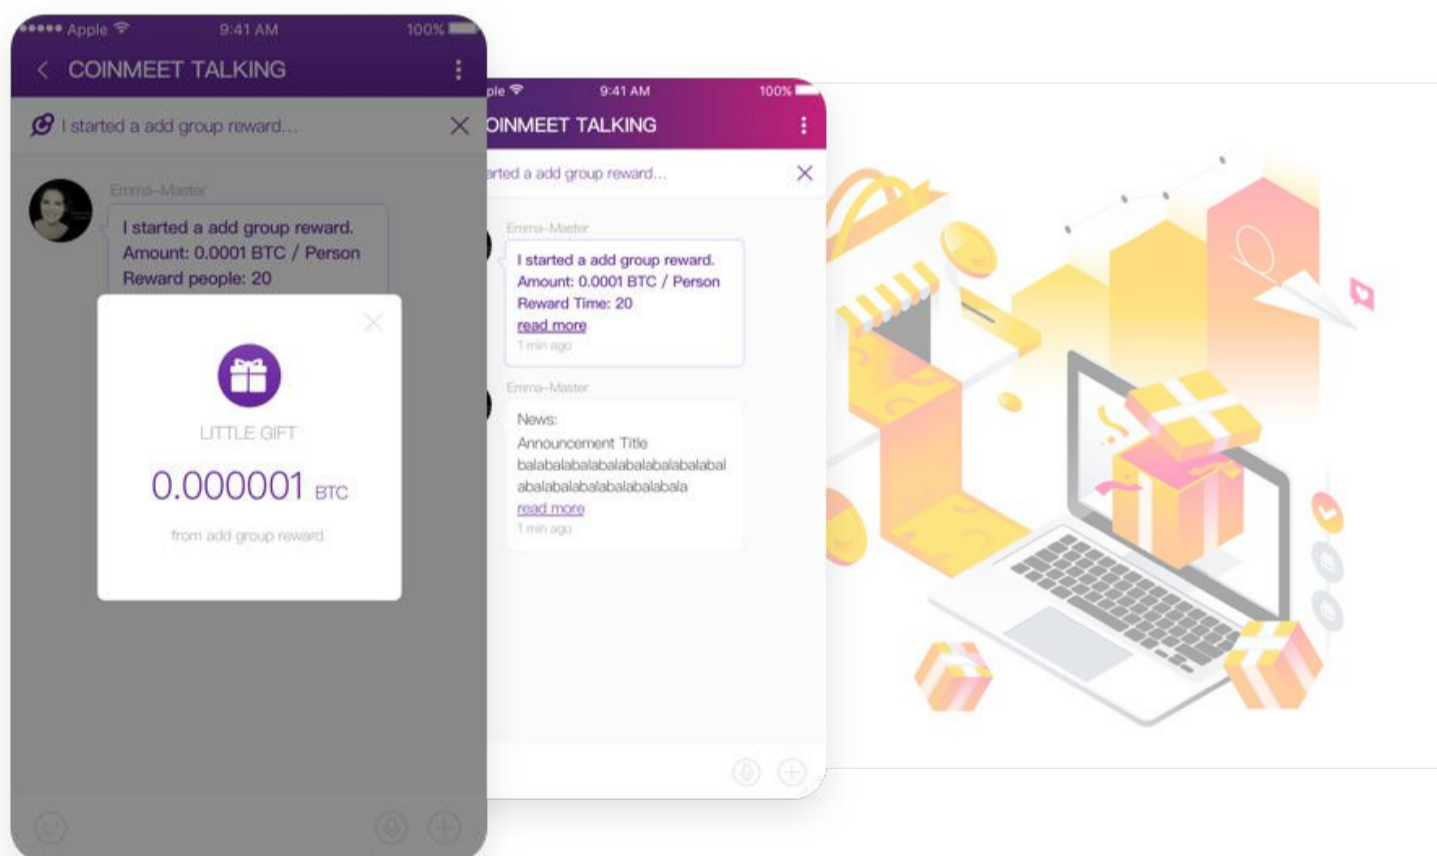 Apple 9:41 AM 100%
COINMEET TALKING
I started a add group reward...
Emma-Master
I started a add group reward.
Amount: 0.0001 BTC / Person
Reward people: 20
LITTLE GIFT
0.000001 BTC
from add group reward.
ple 9:41 AM 100%
OINMEET TALKING
arted a add group reward...
Emma-Master
I started a add group reward.
Amount: 0.0001 BTC / Person
Reward Time: 20
read more
1 min ago
Emma-Master
News:
Announcement Title
balabalabalabalabalabalabalabal
abalabalabalabalabalabala
read more
1 min ago